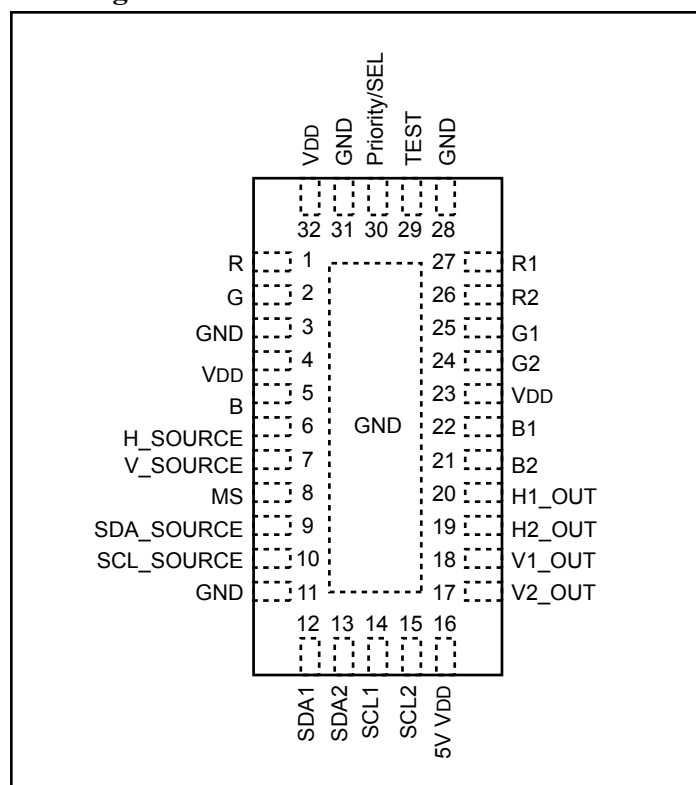 VDD GND Priority/SEL TEST GND
32 31 30 29 28
R 1 27 R1
G 2 26 R2
GND 3 25 G1
VDD 4 24 G2
B 5 23 VDD
H_SOURCE 6 GND 22 B1
V_SOURCE 7 21 B2
MS 8 20 H1_OUT
SDA_SOURCE 9 19 H2_OUT
SCL_SOURCE 10 18 V1_OUT
GND 11 17 V2_OUT
12 13 14 15 16
SDA1 SDA2 SCL1 SCL2 5V VDD